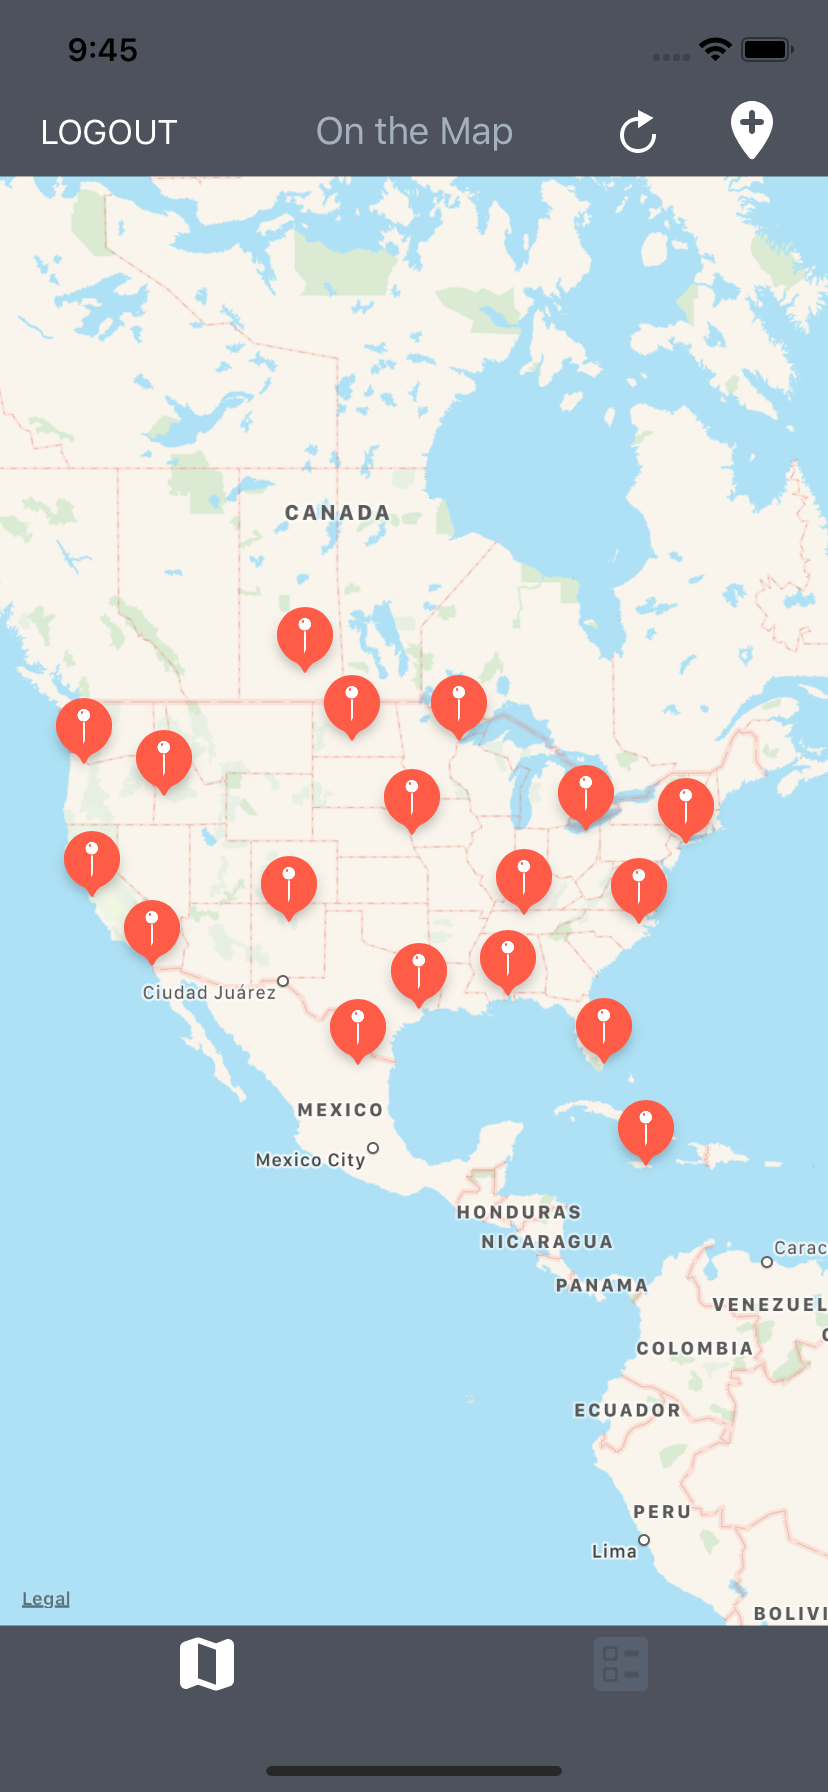 9:45
LOGOUT
On the Map
CANADA
Ciudad Juárez
MEXICO
Mexico City
HONDURAS
NICARAGUA
Carac
PANAMA
VENEZUEL
COLOMBIA
ECUADOR
PERU
Lima
Legal
BOLIVI